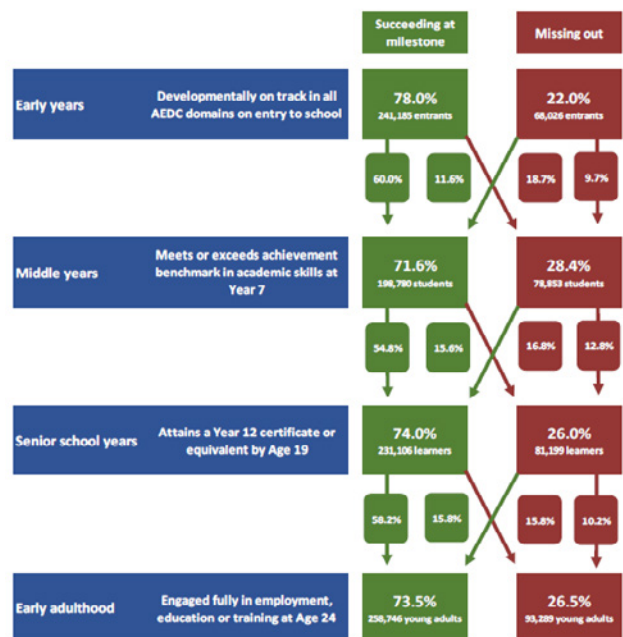 Succeeding at
milestone
Missing out
Early years
Developmentally on track in all
AEDC domains on entry to school
78.0%
241,185 entrants
22.0%
68,026 entrants
60.0%
11.6%
18.7%
9.7%
Middle years
Meets or exceeds achievement
benchmark in academic skills at
Year 7
71.6%
198,780 students
28.4%
78,853 students
54.8%
15.6%
16.8%
12.8%
Senior school years
Attains a Year 12 certificate or
equivalent by Age 19
74.0%
231,106 learners
26.0%
81,199 learners
58.2%
15.8%
15.8%
10.2%
Early adulthood
Engaged fully in employment,
education or training at Age 24
73.5%
258,746 young adults
26.5%
93,289 young adults